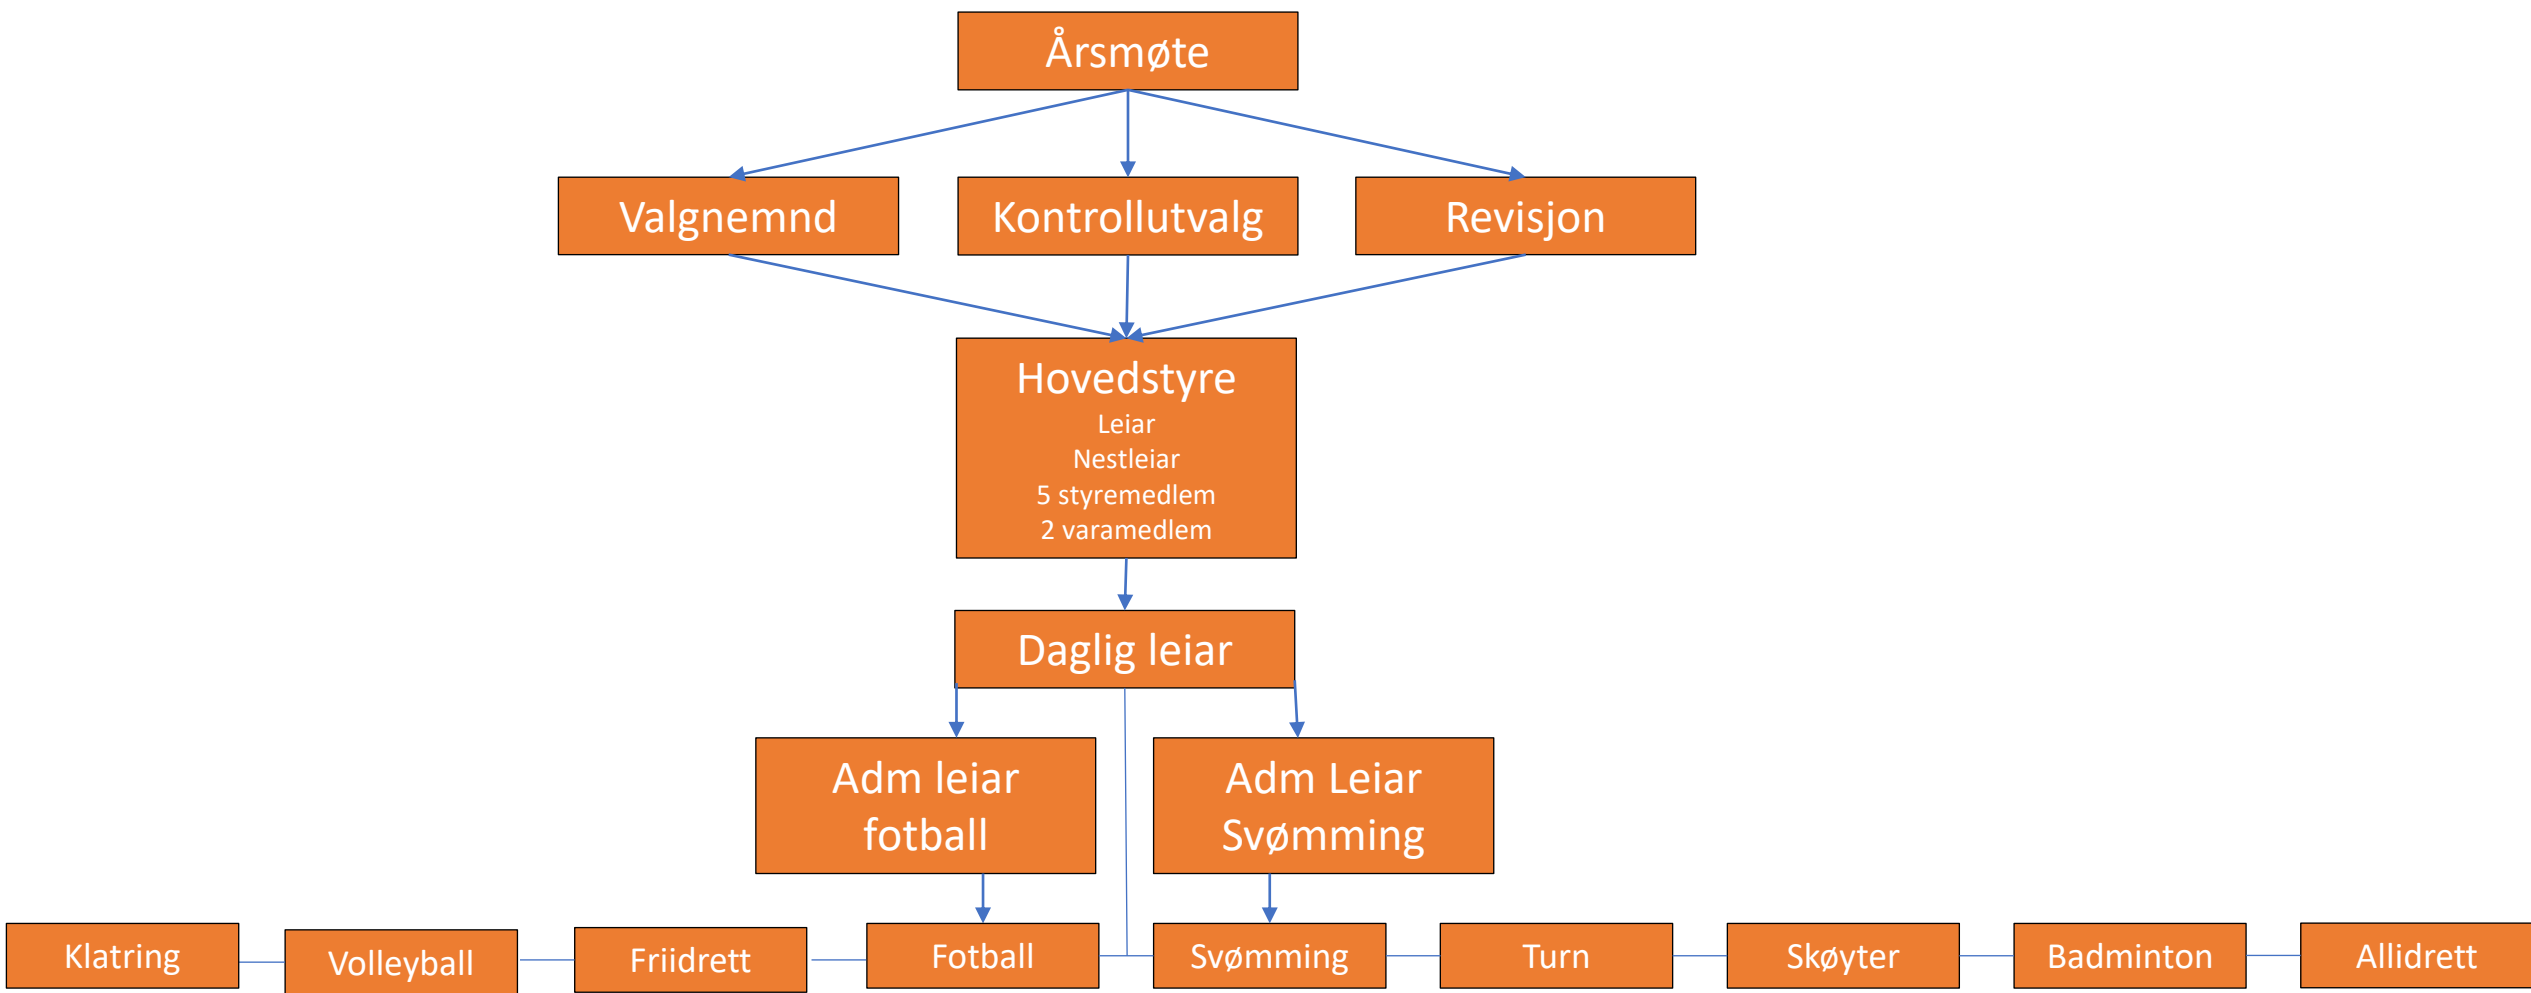 Årsmøte
Valgnemnd
Kontrollutvalg
Revisjon
Hovedstyre
Leiar
Nestleiar
5 styremedlem
2 varamedlem
Daglig leiar
Adm leiar
fotball
Adm Leiar
Svømming
Klatring
Volleyball
Friidrett
Fotball
Svømming
Turn
Skøyter
Badminton
Allidrett